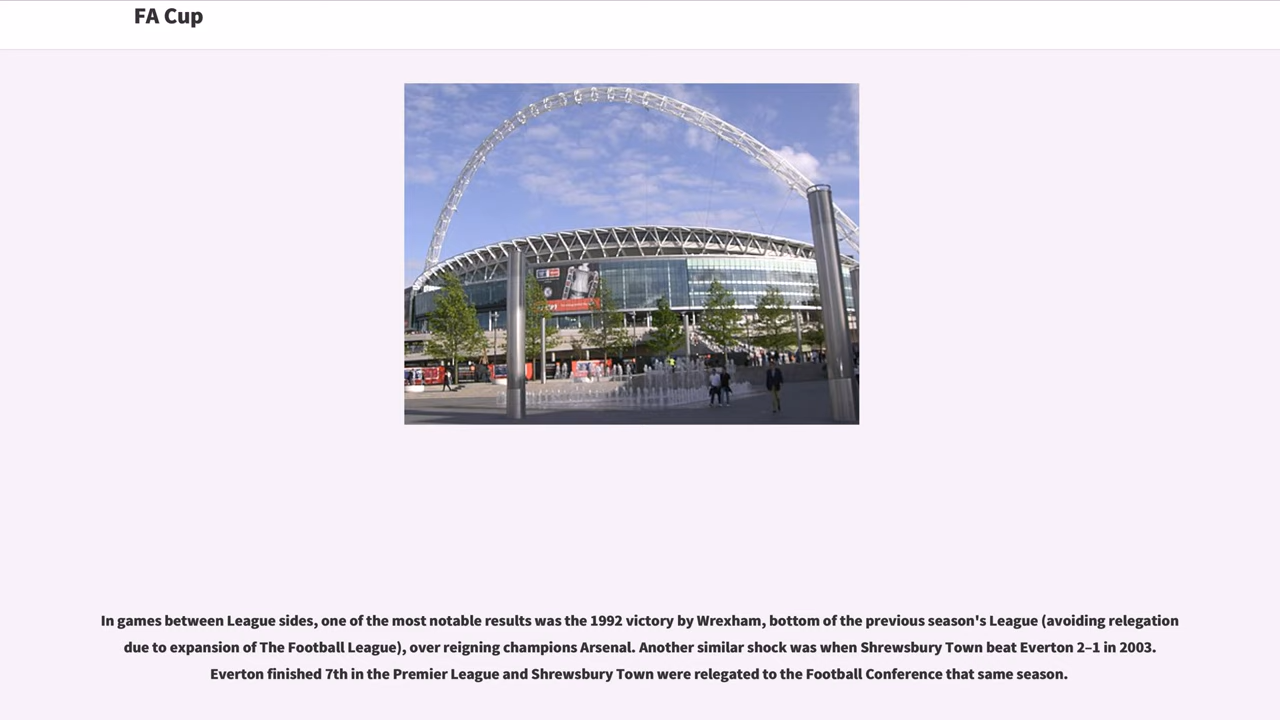 FA Cup
In games between League sides, one of the most notable results was the 1992 victory by Wrexham, bottom of the previous season's League (avoiding relegation
due to expansion of The Football League), over reigning champions Arsenal. Another similar shock was when Shrewsbury Town beat Everton 2–1 in 2003.
Everton finished 7th in the Premier League and Shrewsbury Town were relegated to the Football Conference that same season.